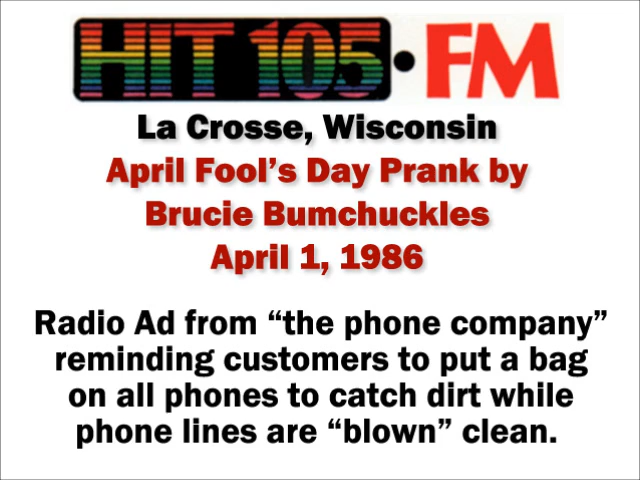 HIT 105•FM
La Crosse, Wisconsin
April Fool's Day Prank by
Brucie Bumchuckles
April 1, 1986
Radio Ad from “the phone company”
reminding customers to put a bag
on all phones to catch dirt while
phone lines are “blown” clean.